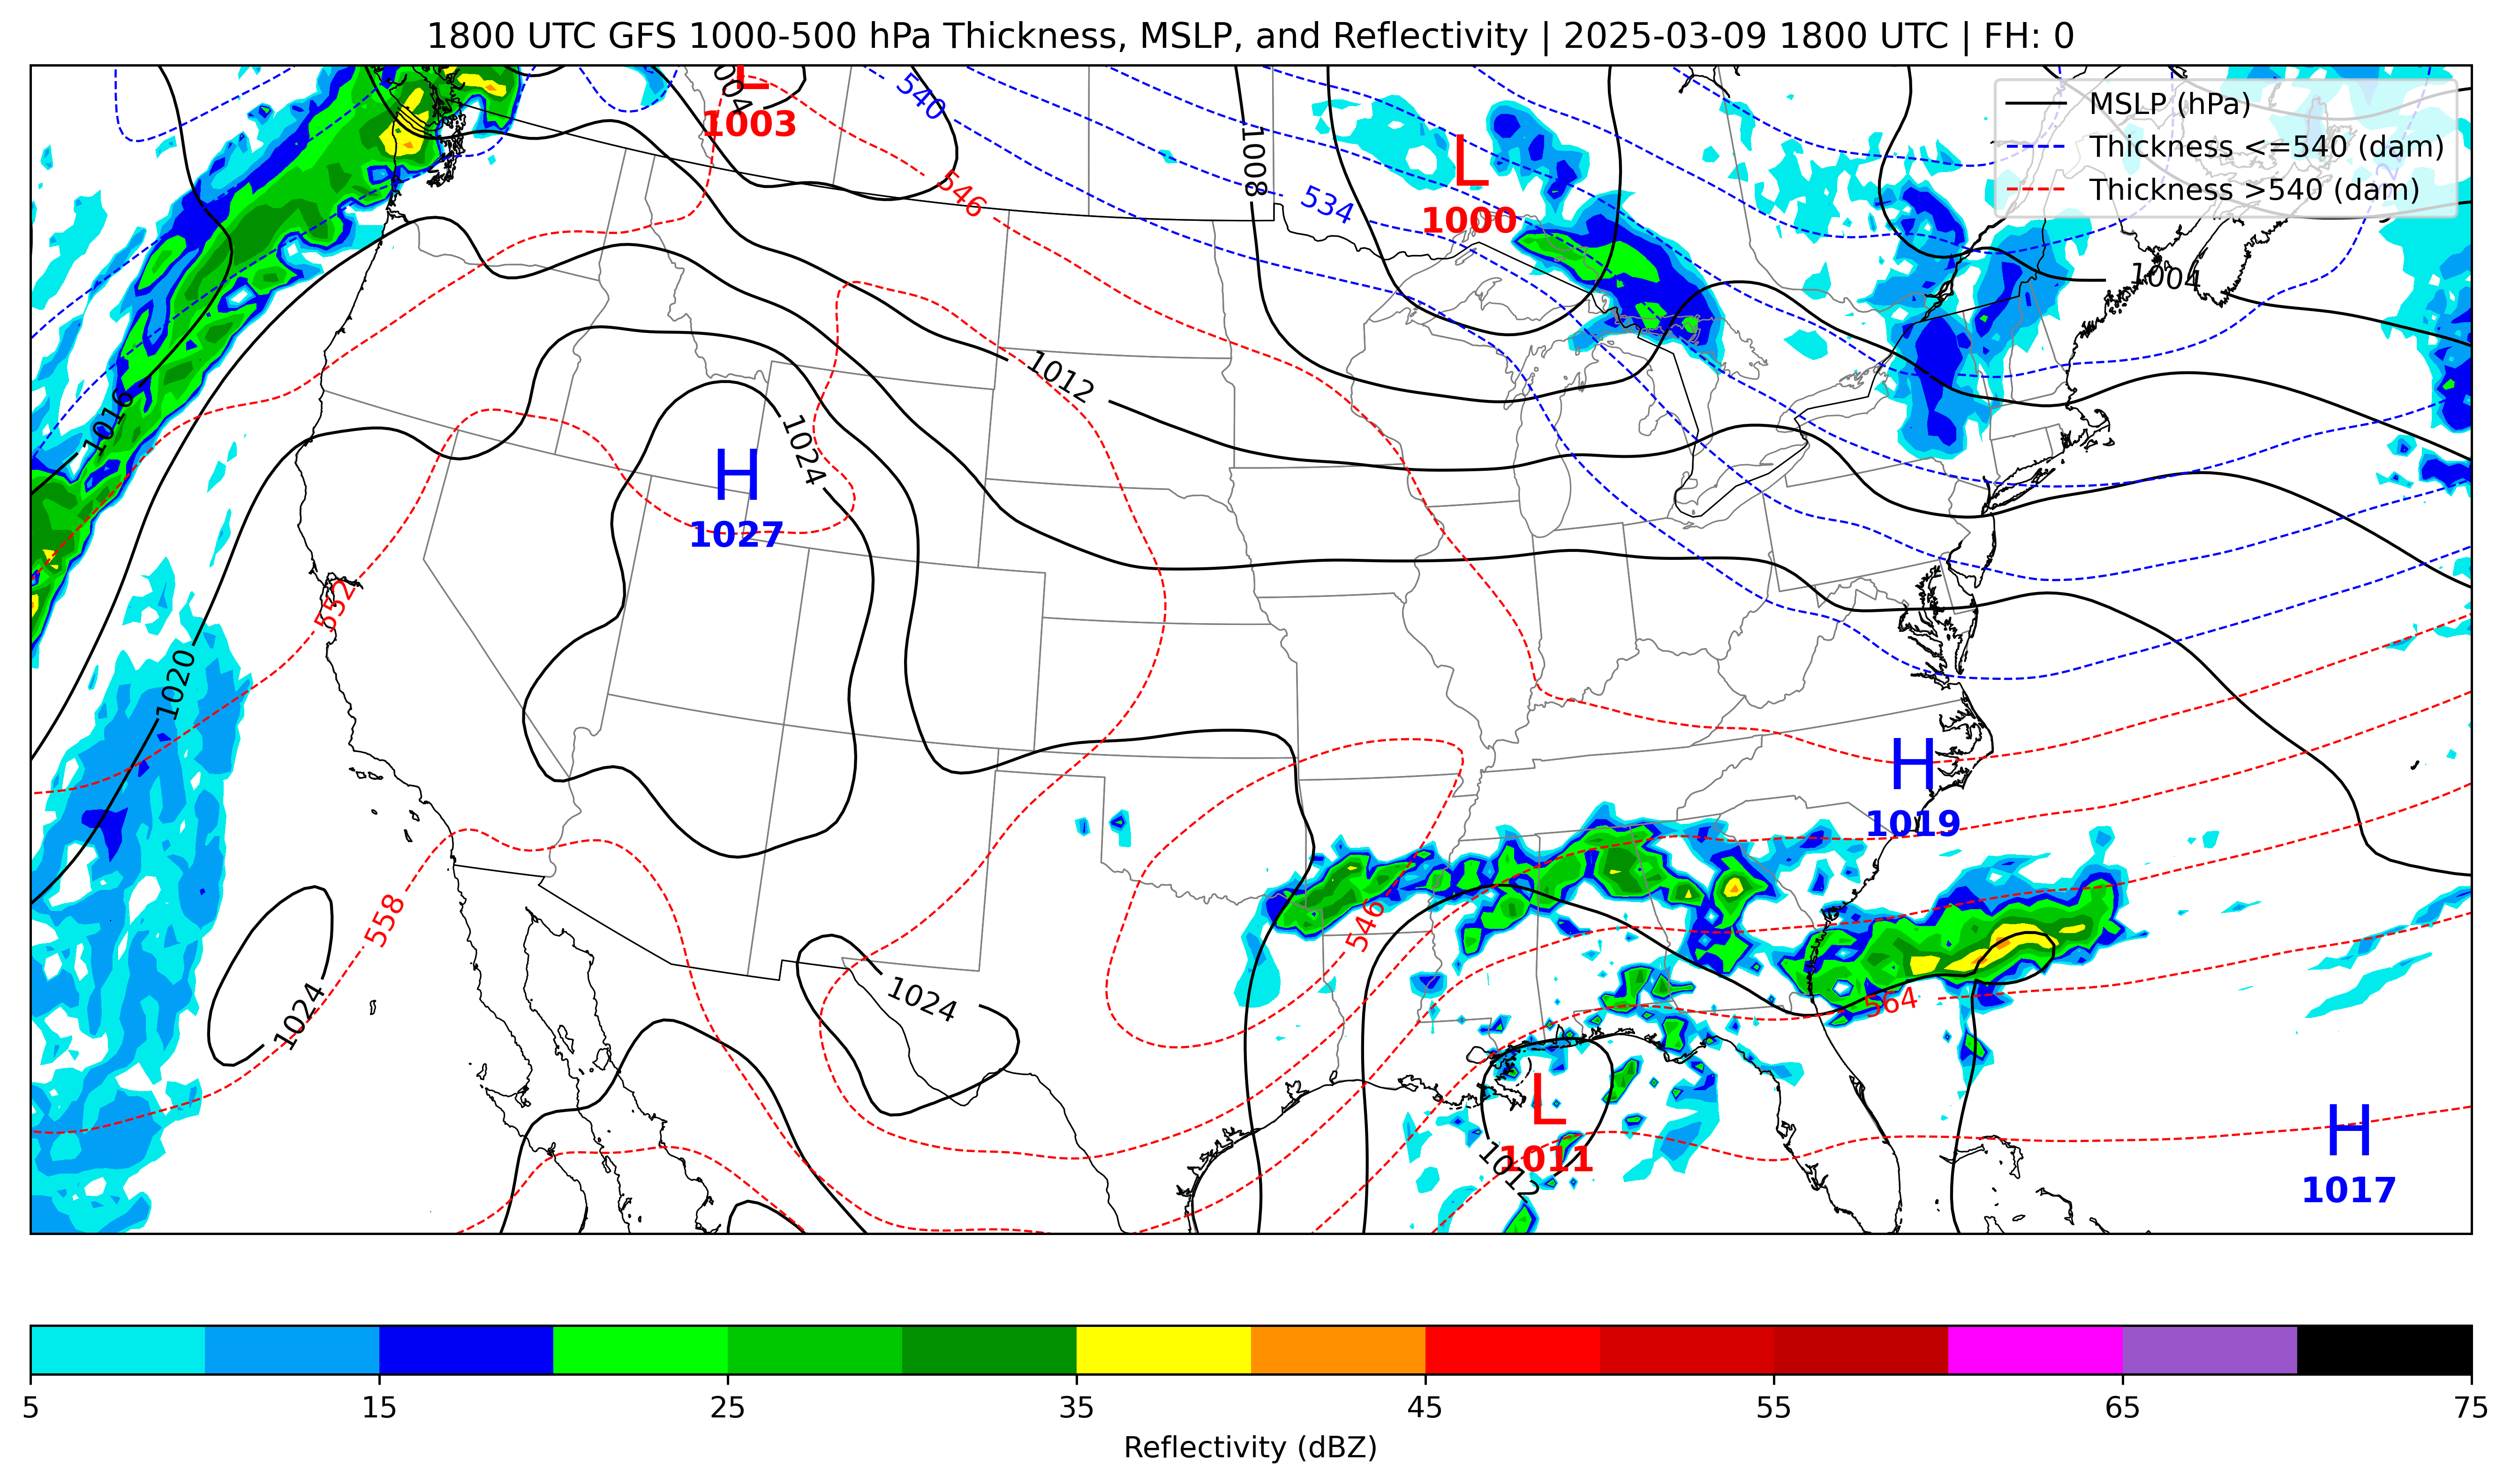 1800 UTC GFS 1000-500 hPa Thickness, MSLP, and Reflectivity | 2025-03-09 1800 UTC | FH: 0
MSLP (hPa)
Thickness <=540 (dam)
Thickness >540 (dam)
L
1003
1004
540
546
1008
534
L
1000
1004
1012
1016
1024
H
1027
552
1020
H
1019
558
546
1024
1024
564
L
1011
1012
H
1017
5
15
25
35
45
55
65
75
Reflectivity (dBZ)